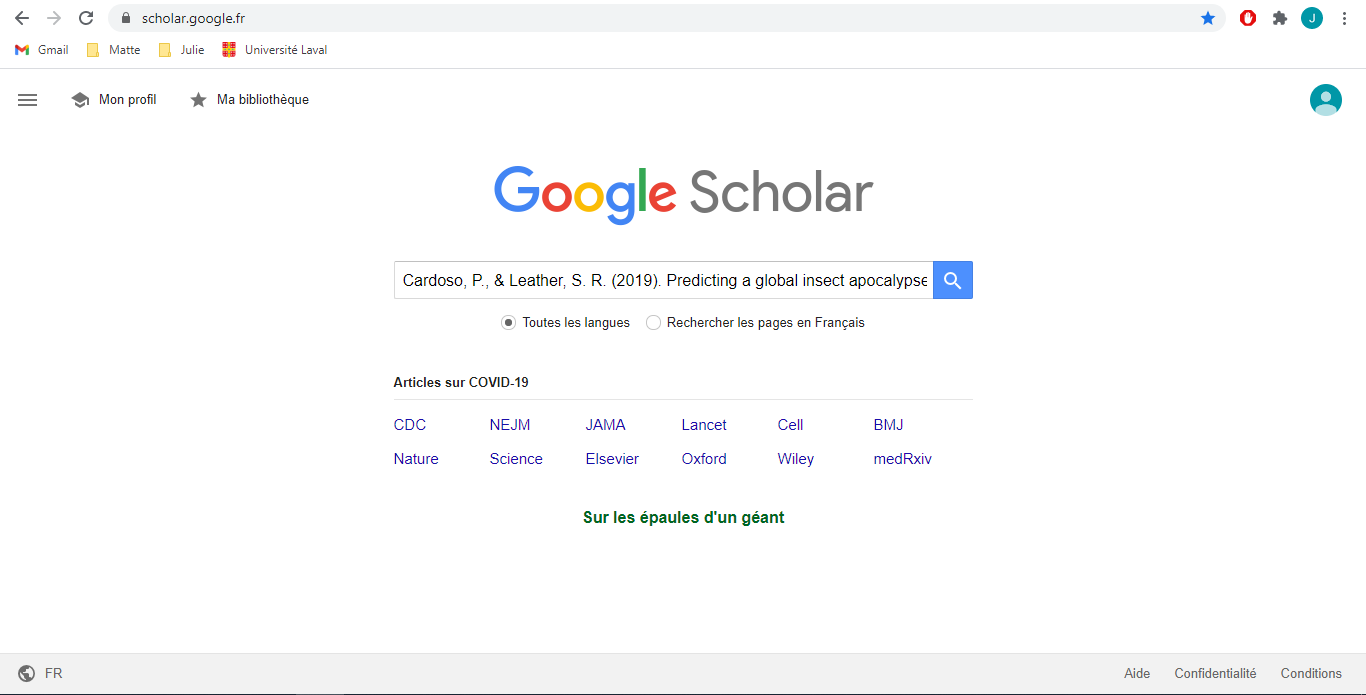 scholar.google.fr
J
Gmail Matte Julie Université Laval
Mon profil Ma bibliothèque
Google Scholar
Cardoso, P., & Leather, S. R. (2019). Predicting a global insect apocalypse
Toutes les langues Rechercher les pages en Français
Articles sur COVID-19
CDC NEJM JAMA Lancet Cell BMJ
Nature Science Elsevier Oxford Wiley medRxiv
Sur les épaules d'un géant
FR Aide Confidentialité Conditions